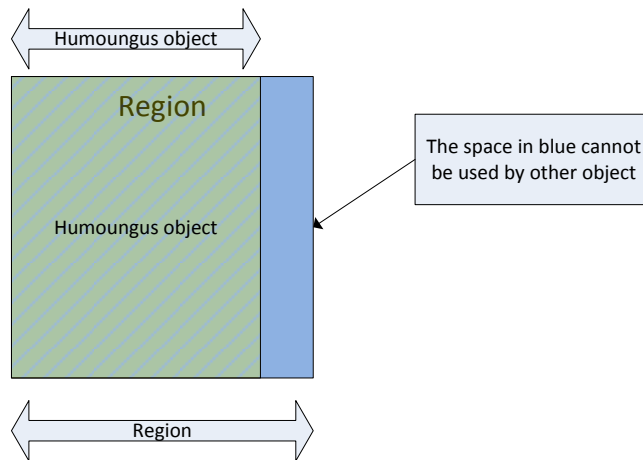 Humoungus object
Region
Humoungus object
The space in blue cannot
be used by other object
Region